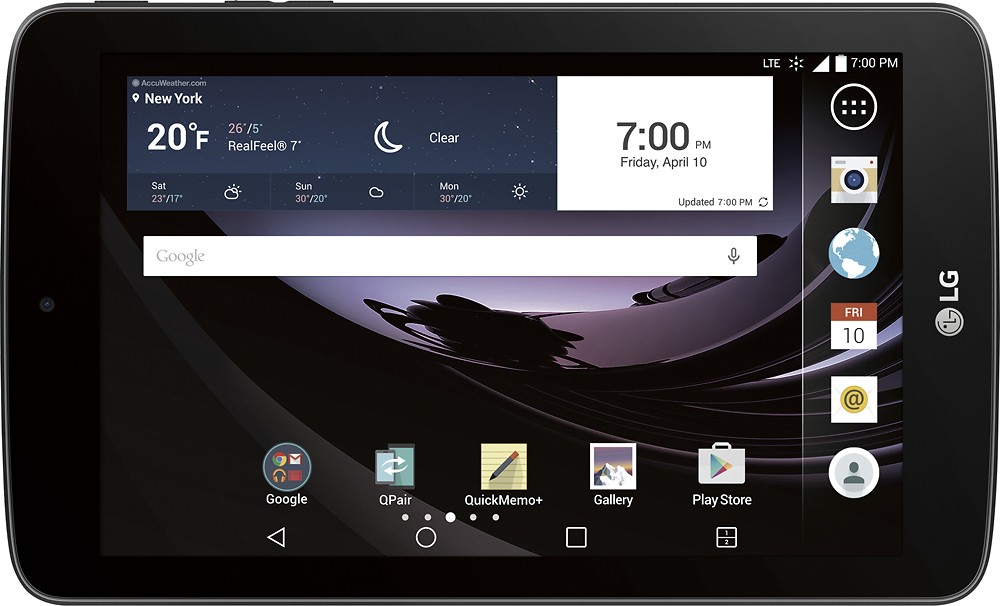 LTE 7:00 PM
AccuWeather.com
New York
20°F
26°/5°
RealFeel® 7°
Clear
Sat
23°/17°
Sun
30°/20°
Mon
30°/20°
7:00 PM
Friday, April 10
Updated 7:00 PM
Google
FRI
10
@
LG
Google
QPair
QuickMemo+
Gallery
Play Store
1
2